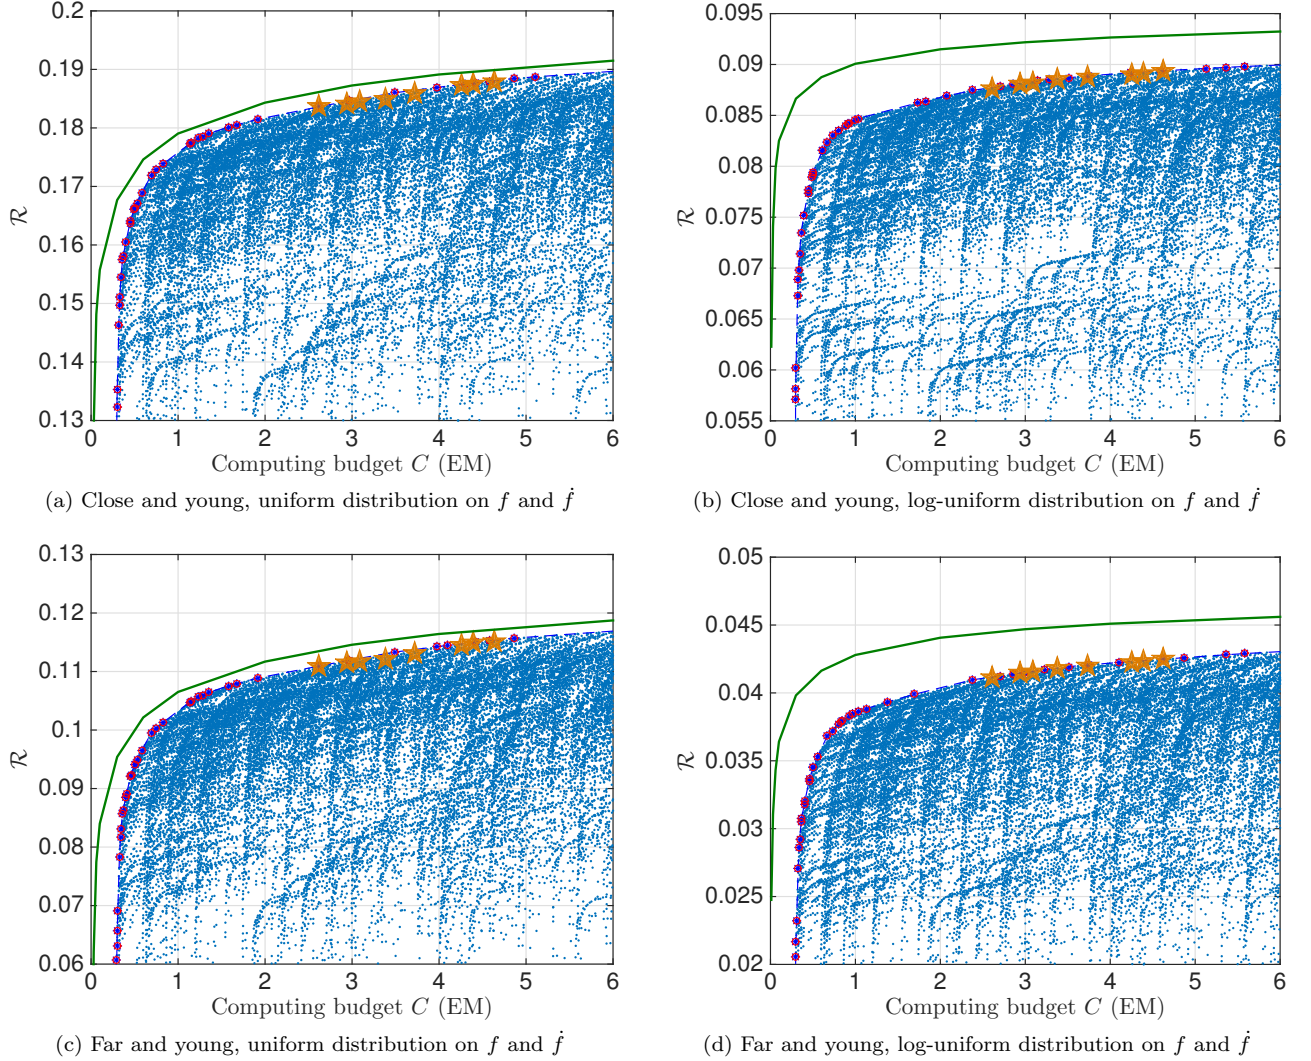 0.2
0.19
0.18
0.17
0.16
0.15
0.14
0.13
ℛ
0 1 2 3 4 5 6
Computing budget C (EM)
(a) Close and young, uniform distribution on f and ḟ
0.095
0.09
0.085
0.08
0.075
0.07
0.065
0.06
0.055
ℛ
0 1 2 3 4 5 6
Computing budget C (EM)
(b) Close and young, log-uniform distribution on f and ḟ
0.13
0.12
0.11
0.1
0.09
0.08
0.07
0.06
ℛ
0 1 2 3 4 5 6
Computing budget C (EM)
(c) Far and young, uniform distribution on f and ḟ
0.05
0.045
0.04
0.035
0.03
0.025
0.02
ℛ
0 1 2 3 4 5 6
Computing budget C (EM)
(d) Far and young, log-uniform distribution on f and ḟ